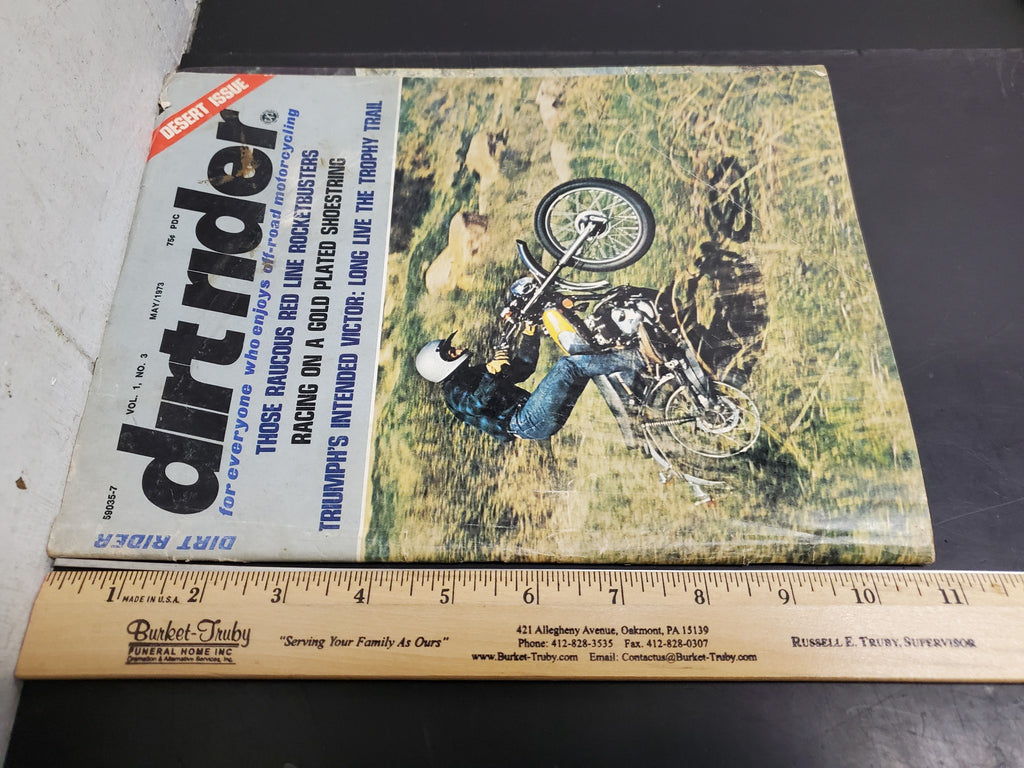 DESERT ISSUE
VOL. 1, NO. 3 MAY/1973 75¢ PDC
dirt rider
for everyone who enjoys off-road motorcycling
THOSE RAUCOUS RED LINE ROCKETBUSTERS
RACING ON A GOLD PLATED SHOESTRING
TRIUMPH'S INTENDED VICTOR: LONG LIVE THE TROPHY TRAIL
59035-7
DIRT RIDER
1 MADE IN U.S.A. 2 3 4 5 6 7 8 9 10 11
Burket-Truby
FUNERAL HOME INC
Cremation & Alternative Services, Inc.
"Serving Your Family As Ours"
421 Allegheny Avenue, Oakmont, PA 15139
Phone: 412-828-3535 Fax. 412-828-0307
www.Burket-Truby.com Email: Contactus@Burket-Truby.com
RUSSELL E. TRUBY, SUPERVISOR